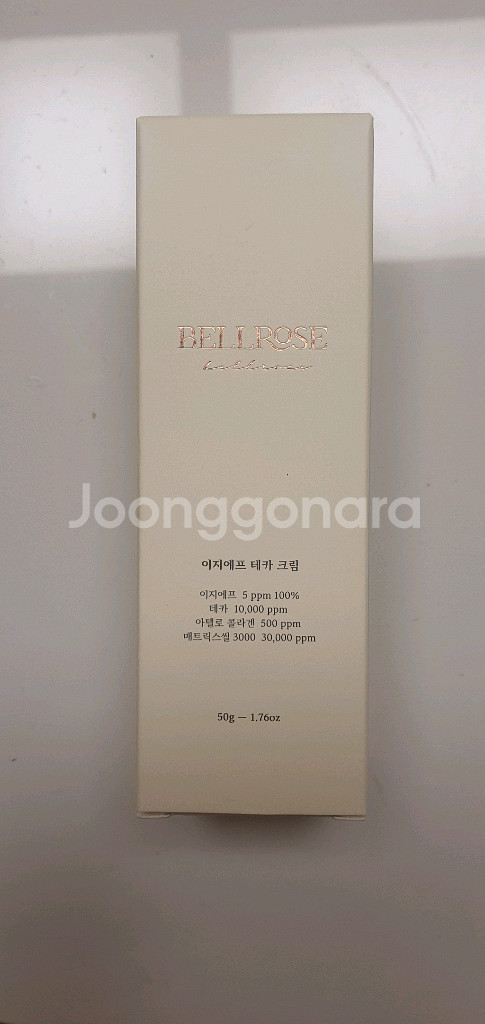 BELLROSE
bellrose
Joonggonara
이지에프 테카 크림
이지에프 5 ppm 100%
테카 10,000 ppm
아텔로 콜라겐 500 ppm
매트릭스씰 3000 30,000 ppm
50g — 1.76oz